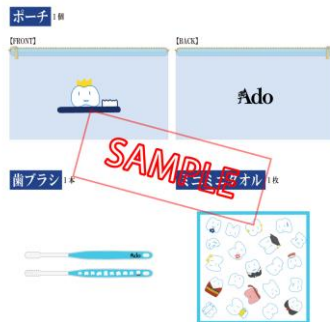 ポーチ 1個
【FRONT】
【BACK】
Ado
SAMPLE
歯ブラシ 1本
ミニミニタオル 1枚
Ado